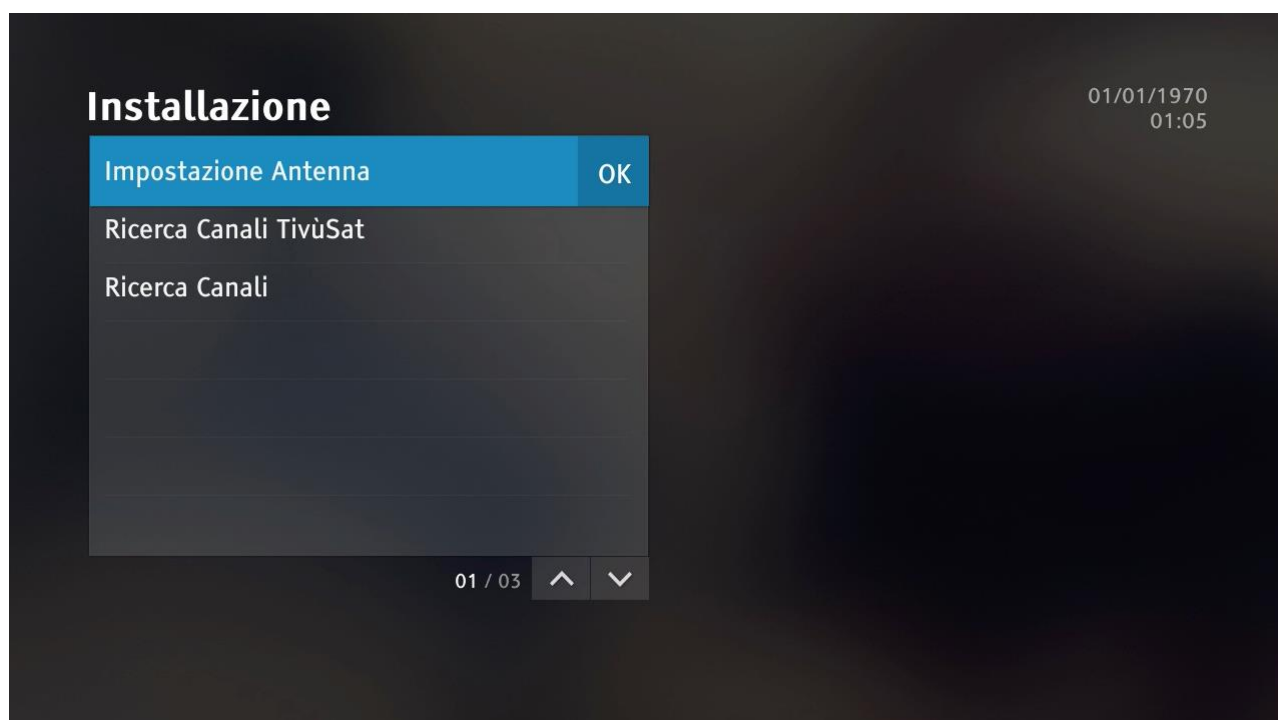 Installazione
01/01/1970
01:05
Impostazione Antenna OK
Ricerca Canali TivùSat
Ricerca Canali
01 / 03